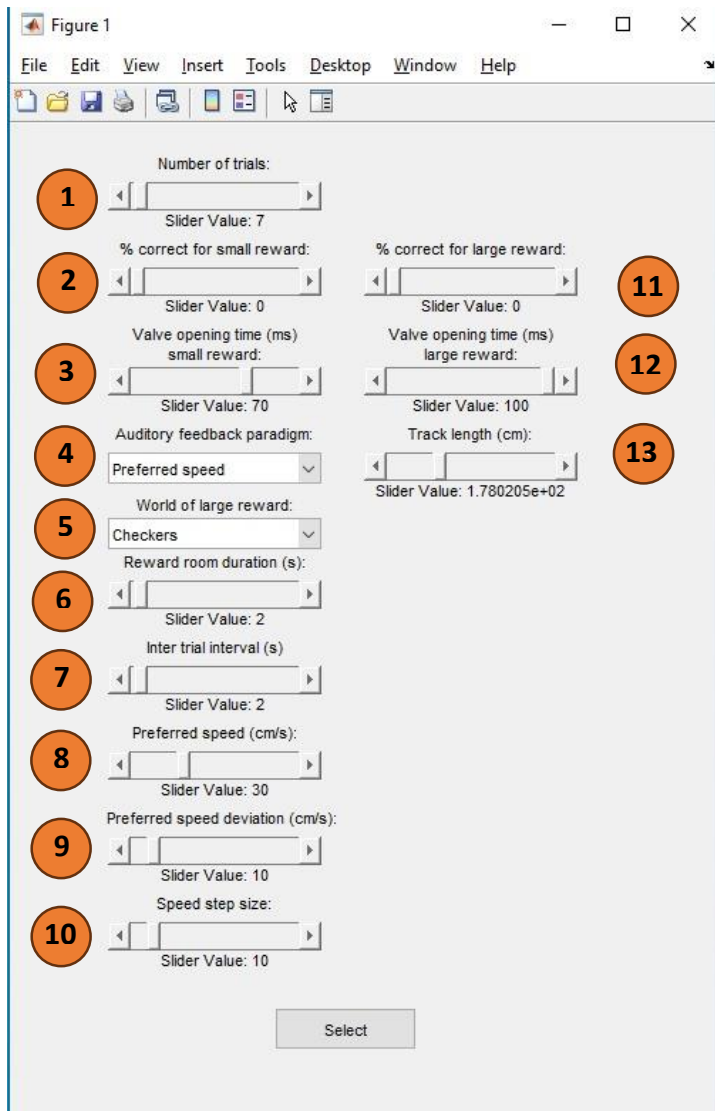 Figure 1
File Edit View Insert Tools Desktop Window Help
Number of trials:
1
Slider Value: 7
% correct for small reward: % correct for large reward:
2 11
Slider Value: 0 Slider Value: 0
Valve opening time (ms) Valve opening time (ms)
small reward: large reward:
3 12
Slider Value: 70 Slider Value: 100
Auditory feedback paradigm: Track length (cm):
4 13
Preferred speed
Slider Value: 1.780205e+02
World of large reward:
5
Checkers
Reward room duration (s):
6
Slider Value: 2
Inter trial interval (s)
7
Slider Value: 2
Preferred speed (cm/s):
8
Slider Value: 30
Preferred speed deviation (cm/s):
9
Slider Value: 10
Speed step size:
10
Slider Value: 10
Select